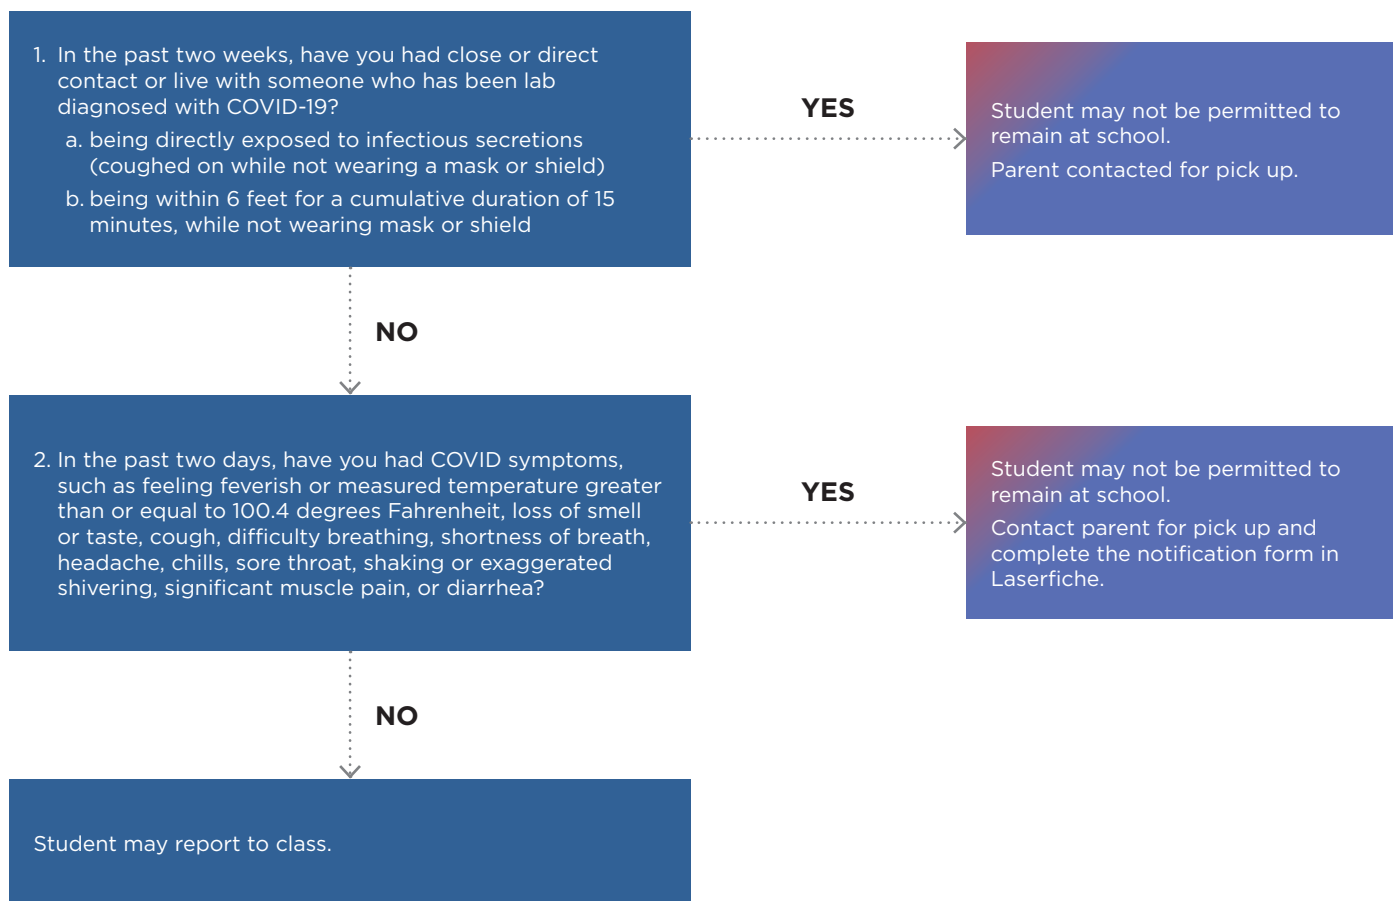 1. In the past two weeks, have you had close or direct
contact or live with someone who has been lab
diagnosed with COVID-19?
a. being directly exposed to infectious secretions
(coughed on while not wearing a mask or shield)
b. being within 6 feet for a cumulative duration of 15
minutes, while not wearing mask or shield
YES
Student may not be permitted to
remain at school.
Parent contacted for pick up.
NO
2. In the past two days, have you had COVID symptoms,
such as feeling feverish or measured temperature greater
than or equal to 100.4 degrees Fahrenheit, loss of smell
or taste, cough, difficulty breathing, shortness of breath,
headache, chills, sore throat, shaking or exaggerated
shivering, significant muscle pain, or diarrhea?
YES
Student may not be permitted to
remain at school.
Contact parent for pick up and
complete the notification form in
Laserfiche.
NO
Student may report to class.